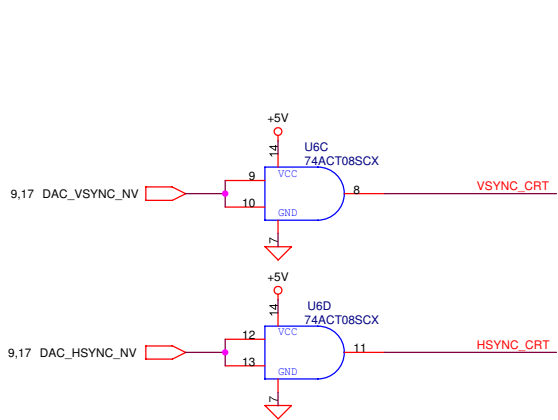 +5V
14
U6C
74ACT08SCX
VCC
9
9,17 DAC_VSYNC_NV
8
VSYNC_CRT
10
GND
7
+5V
14
U6D
74ACT08SCX
VCC
12
9,17 DAC_HSYNC_NV
11
HSYNC_CRT
13
GND
7